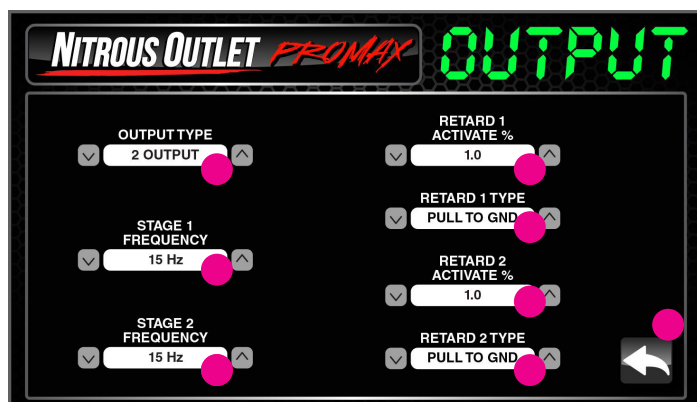 NITROUS OUTLET PROMAX
OUTPUT
OUTPUT TYPE
2 OUTPUT
STAGE 1
FREQUENCY
15 Hz
STAGE 2
FREQUENCY
15 Hz
RETARD 1
ACTIVATE %
1.0
RETARD 1 TYPE
PULL TO GND
RETARD 2
ACTIVATE %
1.0
RETARD 2 TYPE
PULL TO GND